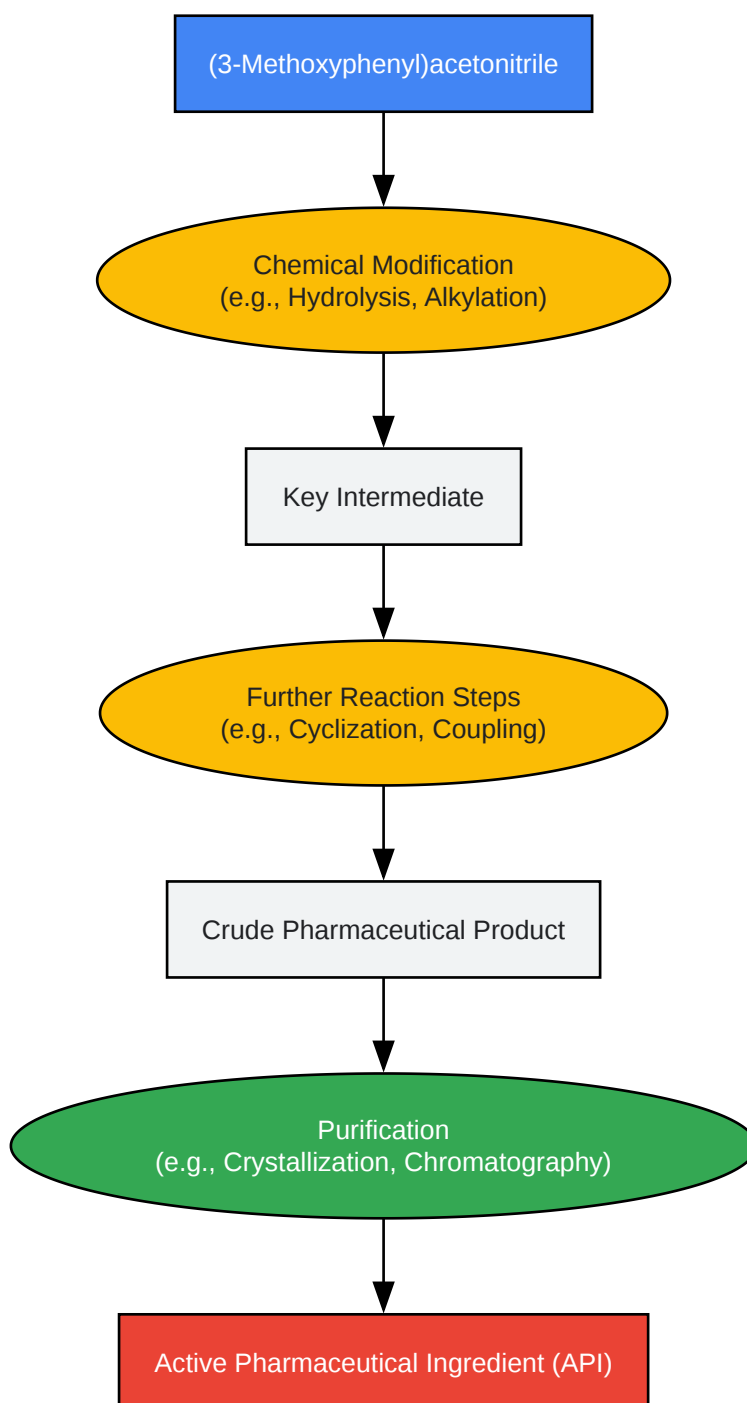 (3-Methoxyphenyl)acetonitrile
Chemical Modification
(e.g., Hydrolysis, Alkylation)
Key Intermediate
Further Reaction Steps
(e.g., Cyclization, Coupling)
Crude Pharmaceutical Product
Purification
(e.g., Crystallization, Chromatography)
Active Pharmaceutical Ingredient (API)